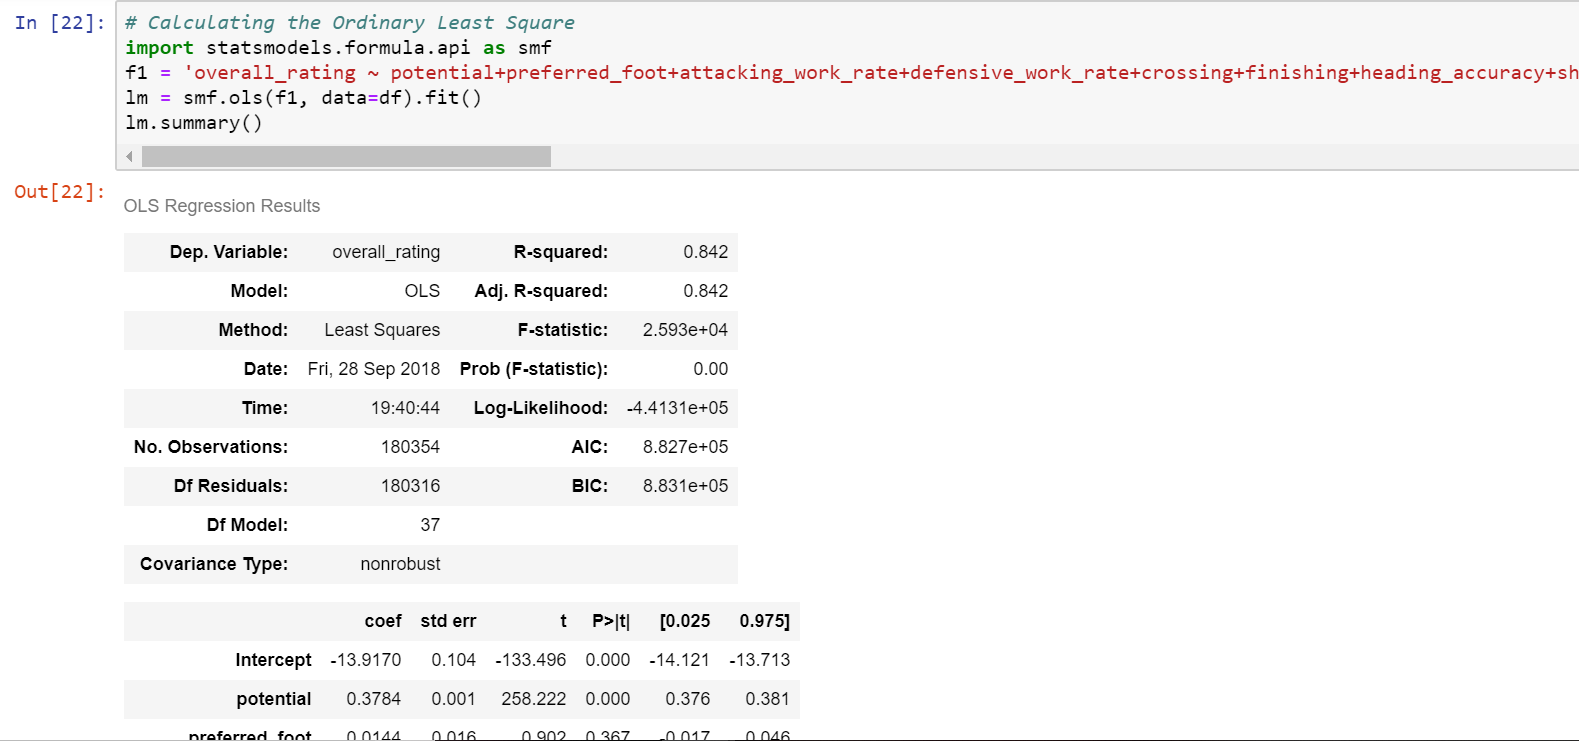 In [22]:
# Calculating the Ordinary Least Square
import statsmodels.formula.api as smf
f1 = 'overall_rating ~ potential+preferred_foot+attacking_work_rate+defensive_work_rate+crossing+finishing+heading_accuracy+sh
lm = smf.ols(f1, data=df).fit()
lm.summary()
Out[22]:
OLS Regression Results
Dep. Variable: overall_rating R-squared: 0.842
Model: OLS Adj. R-squared: 0.842
Method: Least Squares F-statistic: 2.593e+04
Date: Fri, 28 Sep 2018 Prob (F-statistic): 0.00
Time: 19:40:44 Log-Likelihood: -4.4131e+05
No. Observations: 180354 AIC: 8.827e+05
Df Residuals: 180316 BIC: 8.831e+05
Df Model: 37
Covariance Type: nonrobust
coef std err t P>|t| [0.025 0.975]
Intercept -13.9170 0.104 -133.496 0.000 -14.121 -13.713
potential 0.3784 0.001 258.222 0.000 0.376 0.381
preferred_foot 0.0144 0.016 0.902 0.367 -0.017 0.046